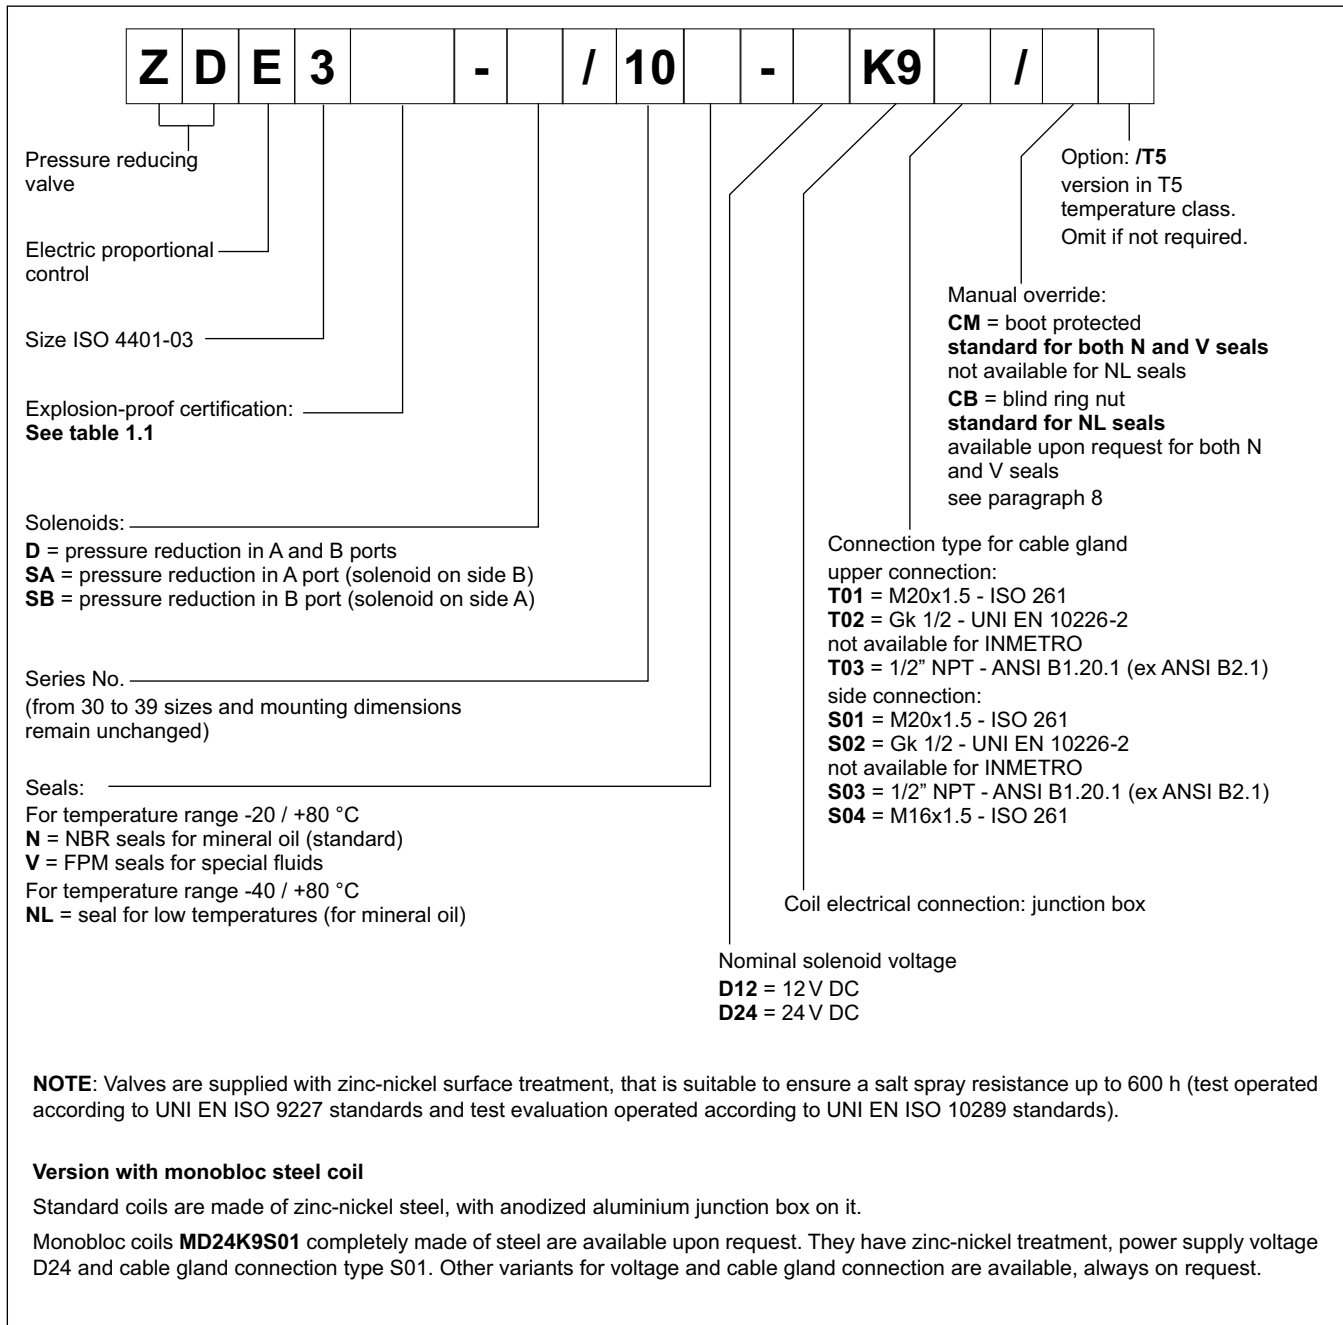 Z D E 3 - / 10 - K9 /
Pressure reducing
valve
Electric proportional
control
Size ISO 4401-03
Explosion-proof certification:
See table 1.1
Solenoids:
D = pressure reduction in A and B ports
SA = pressure reduction in A port (solenoid on side B)
SB = pressure reduction in B port (solenoid on side A)
Series No.
(from 30 to 39 sizes and mounting dimensions
remain unchanged)
Seals:
For temperature range -20 / +80 °C
N = NBR seals for mineral oil (standard)
V = FPM seals for special fluids
For temperature range -40 / +80 °C
NL = seal for low temperatures (for mineral oil)
Option: /T5
version in T5
temperature class.
Omit if not required.
Manual override:
CM = boot protected
standard for both N and V seals
not available for NL seals
CB = blind ring nut
standard for NL seals
available upon request for both N
and V seals
see paragraph 8
Connection type for cable gland
upper connection:
T01 = M20x1.5 - ISO 261
T02 = Gk 1/2 - UNI EN 10226-2
not available for INMETRO
T03 = 1/2” NPT - ANSI B1.20.1 (ex ANSI B2.1)
side connection:
S01 = M20x1.5 - ISO 261
S02 = Gk 1/2 - UNI EN 10226-2
not available for INMETRO
S03 = 1/2” NPT - ANSI B1.20.1 (ex ANSI B2.1)
S04 = M16x1.5 - ISO 261
Coil electrical connection: junction box
Nominal solenoid voltage
D12 = 12 V DC
D24 = 24 V DC
NOTE: Valves are supplied with zinc-nickel surface treatment, that is suitable to ensure a salt spray resistance up to 600 h (test operated
according to UNI EN ISO 9227 standards and test evaluation operated according to UNI EN ISO 10289 standards).
Version with monobloc steel coil
Standard coils are made of zinc-nickel steel, with anodized aluminium junction box on it.
Monobloc coils MD24K9S01 completely made of steel are available upon request. They have zinc-nickel treatment, power supply voltage
D24 and cable gland connection type S01. Other variants for voltage and cable gland connection are available, always on request.